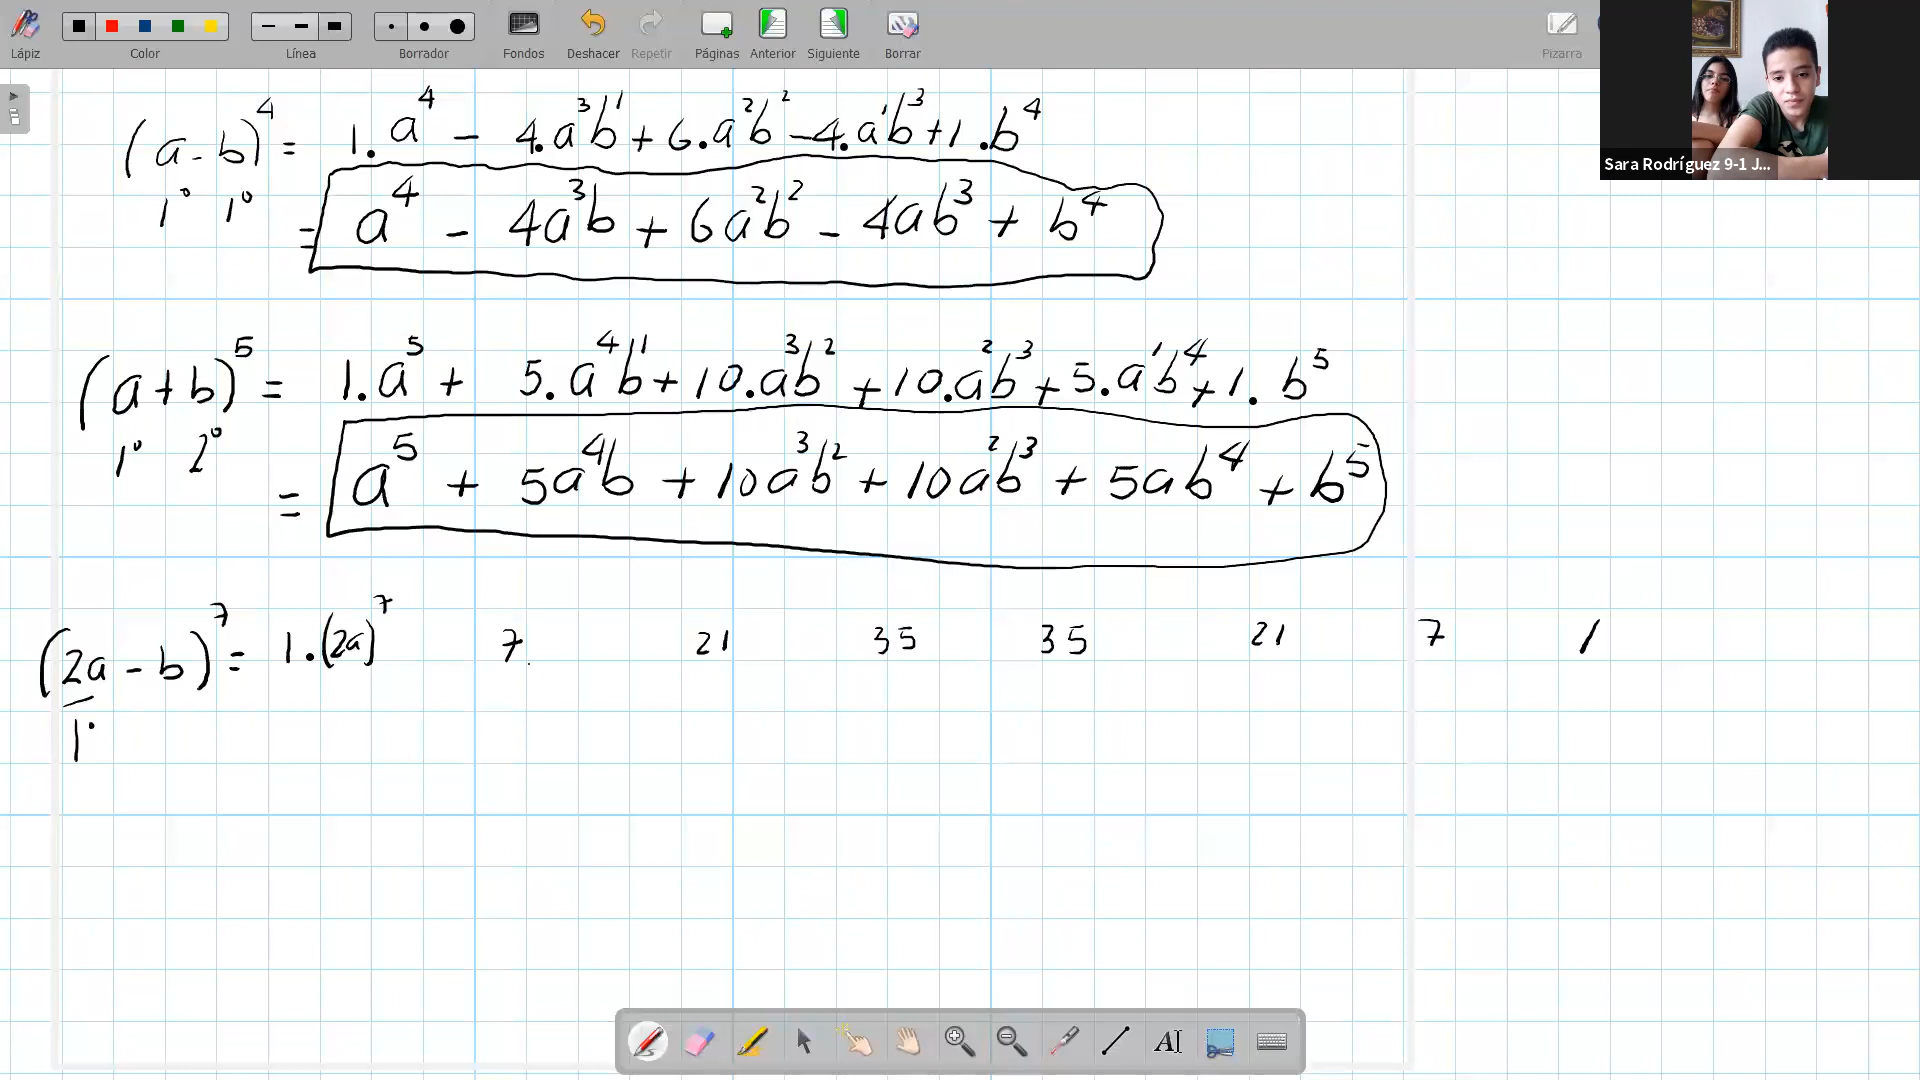 Lápiz Color Línea Borrador Fondos Deshacer Repetir Páginas Anterior Siguiente Borrar Pizarra
Sara Rodríguez 9-1 J...
(a - b)⁴ = 1.a⁴ - 4.a³b¹ + 6.a²b² - 4.a¹b³ + 1.b⁴
1° 1°
= a⁴ - 4a³b + 6a²b² - 4ab³ + b⁴
(a + b)⁵ = 1.a⁵ + 5.a⁴b¹ + 10.a³b² + 10.a²b³ + 5.a¹b⁴ + 1.b⁵
1° 2°
= a⁵ + 5a⁴b + 10a³b² + 10a²b³ + 5ab⁴ + b⁵
(2a - b)⁷ = 1.(2a)⁷ 7 21 35 35 21 7 1
1°
AI